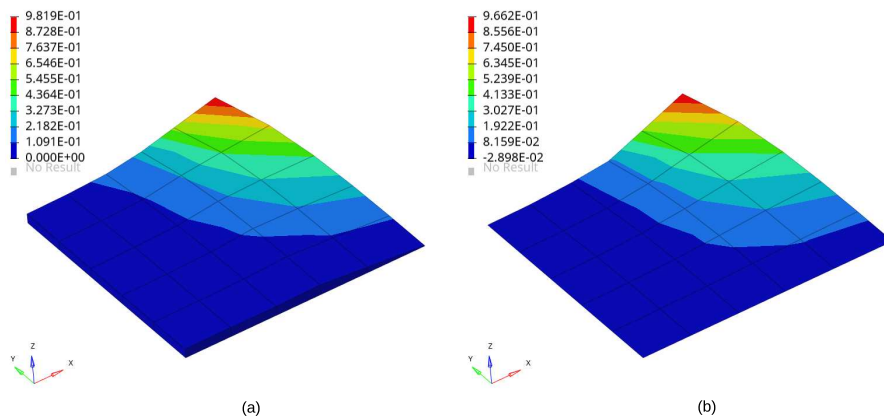 9.819E-01
8.728E-01
7.637E-01
6.546E-01
5.455E-01
4.364E-01
3.273E-01
2.182E-01
1.091E-01
0.000E+00
No Result
Z
Y
X
(a)
9.662E-01
8.556E-01
7.450E-01
6.345E-01
5.239E-01
4.133E-01
3.027E-01
1.922E-01
8.159E-02
-2.898E-02
No Result
Z
Y
X
(b)